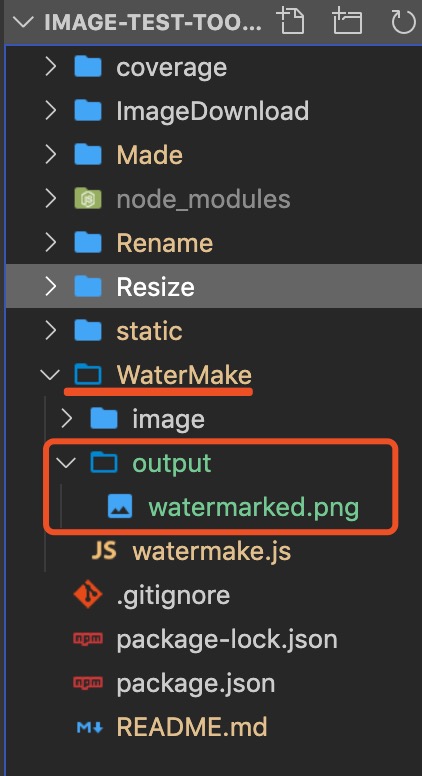 IMAGE-TEST-TOO...
coverage
ImageDownload
Made
node_modules
Rename
Resize
static
WaterMake
image
output
watermarked.png
JS watermake.js
.gitignore
npm package-lock.json
npm package.json
M README.md